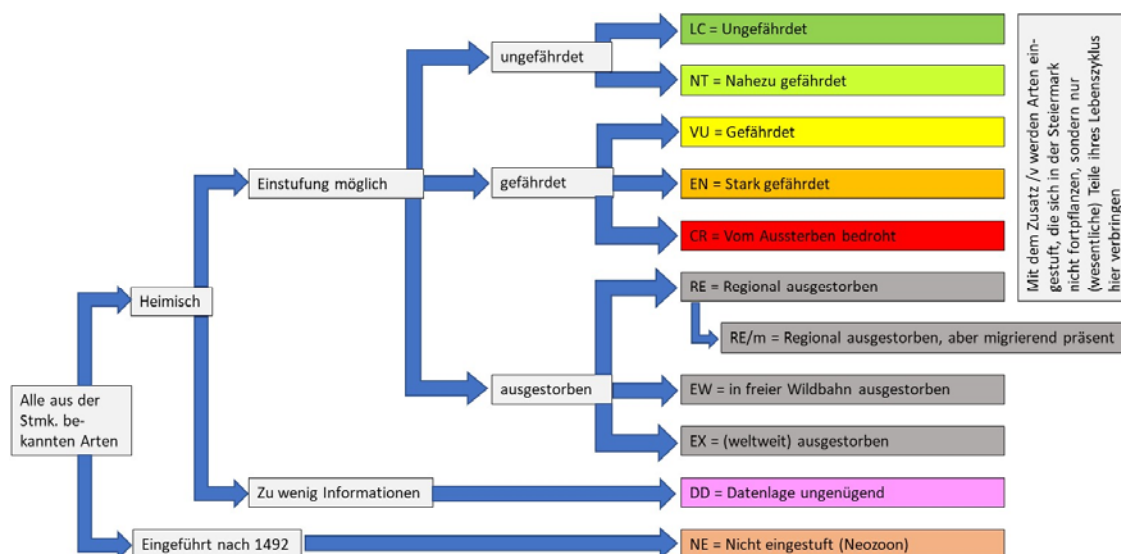 Alle aus der
Stmk. be-
kannten Arten
Heimisch
Eingeführt nach 1492
Einstufung möglich
Zu wenig Informationen
ungefährdet
gefährdet
ausgestorben
LC = Ungefährdet
NT = Nahezu gefährdet
VU = Gefährdet
EN = Stark gefährdet
CR = Vom Aussterben bedroht
RE = Regional ausgestorben
RE/m = Regional ausgestorben, aber migrierend präsent
EW = in freier Wildbahn ausgestorben
EX = (weltweit) ausgestorben
DD = Datenlage ungenügend
NE = Nicht eingestuft (Neozoon)
Mit dem Zusatz /v werden Arten ein-
gestuft, die sich in der Steiermark
nicht fortpflanzen, sondern nur
(wesentliche) Teile ihres Lebenszyklus
hier verbringen